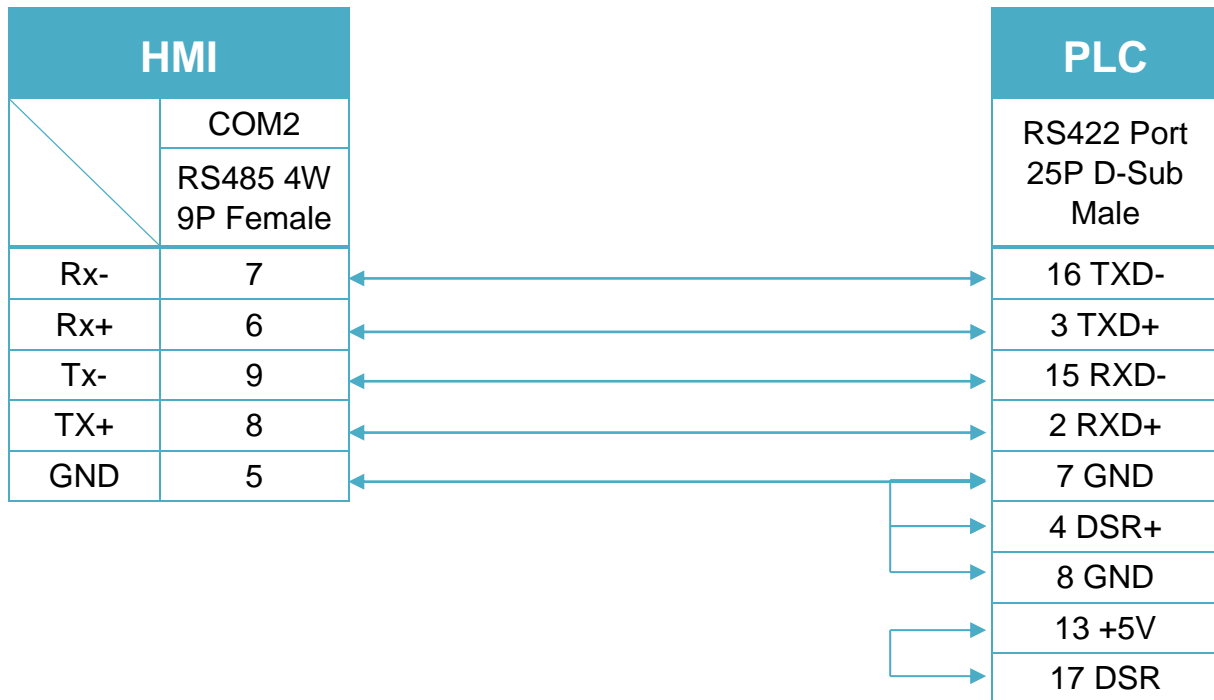 HMI
PLC
COM2
RS485 4W
9P Female
RS422 Port
25P D-Sub
Male
Rx- 7 16 TXD-
Rx+ 6 3 TXD+
Tx- 9 15 RXD-
TX+ 8 2 RXD+
GND 5 7 GND
4 DSR+
8 GND
13 +5V
17 DSR